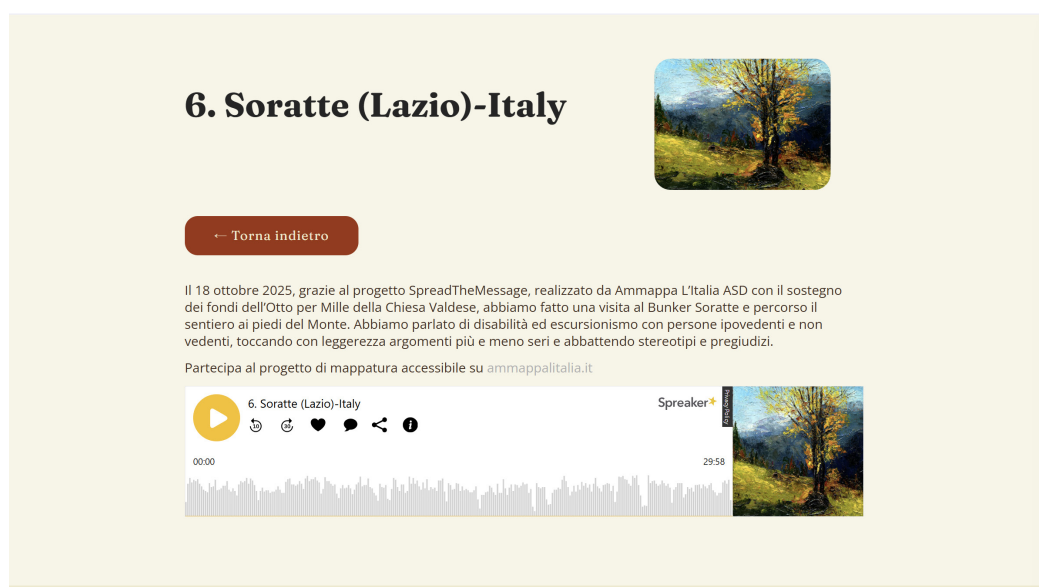 6. Soratte (Lazio)-Italy
← Torna indietro
Il 18 ottobre 2025, grazie al progetto SpreadTheMessage, realizzato da Ammappa L'Italia ASD con il sostegno
dei fondi dell'Otto per Mille della Chiesa Valdese, abbiamo fatto una visita al Bunker Soratte e percorso il
sentiero ai piedi del Monte. Abbiamo parlato di disabilità ed escursionismo con persone ipovedenti e non
vedenti, toccando con leggerezza argomenti più e meno seri e abbattendo stereotipi e pregiudizi.
Partecipa al progetto di mappatura accessibile su ammappalitalia.it
6. Soratte (Lazio)-Italy
Spreaker
Privacy Policy
10
30
00:00
29:58